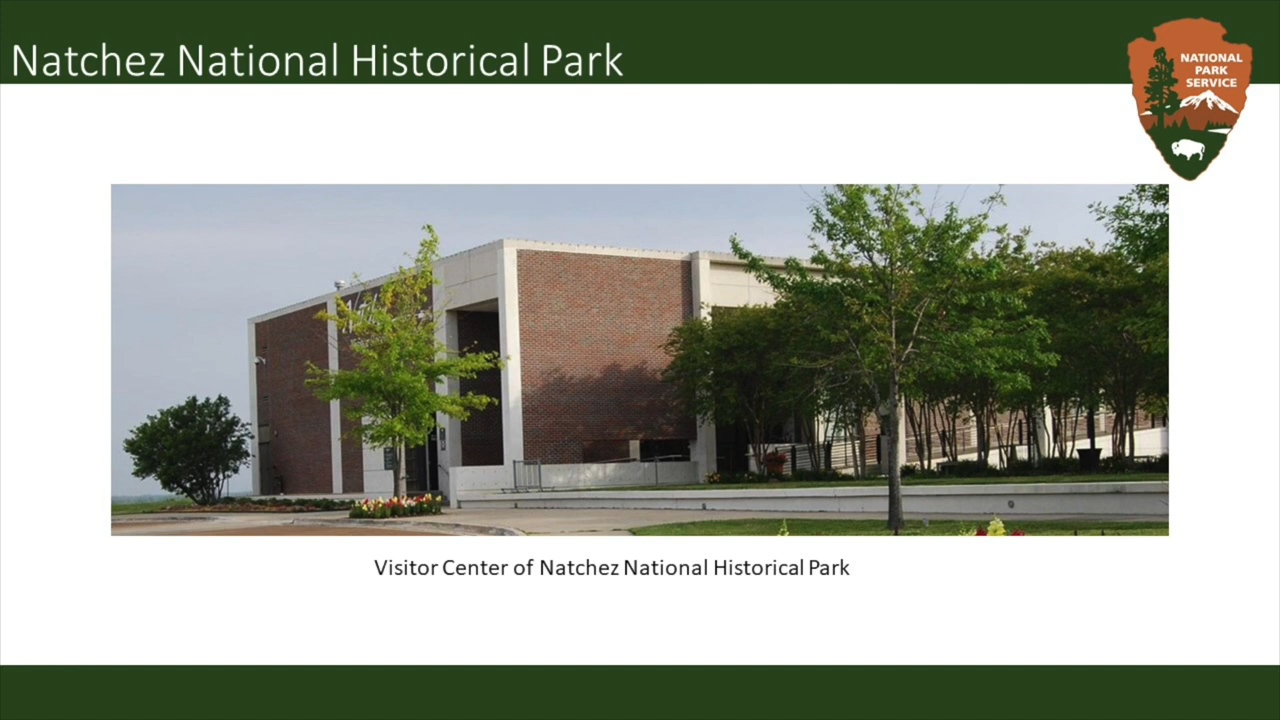 Natchez National Historical Park
NATIONAL
PARK
SERVICE
Visitor Center of Natchez National Historical Park